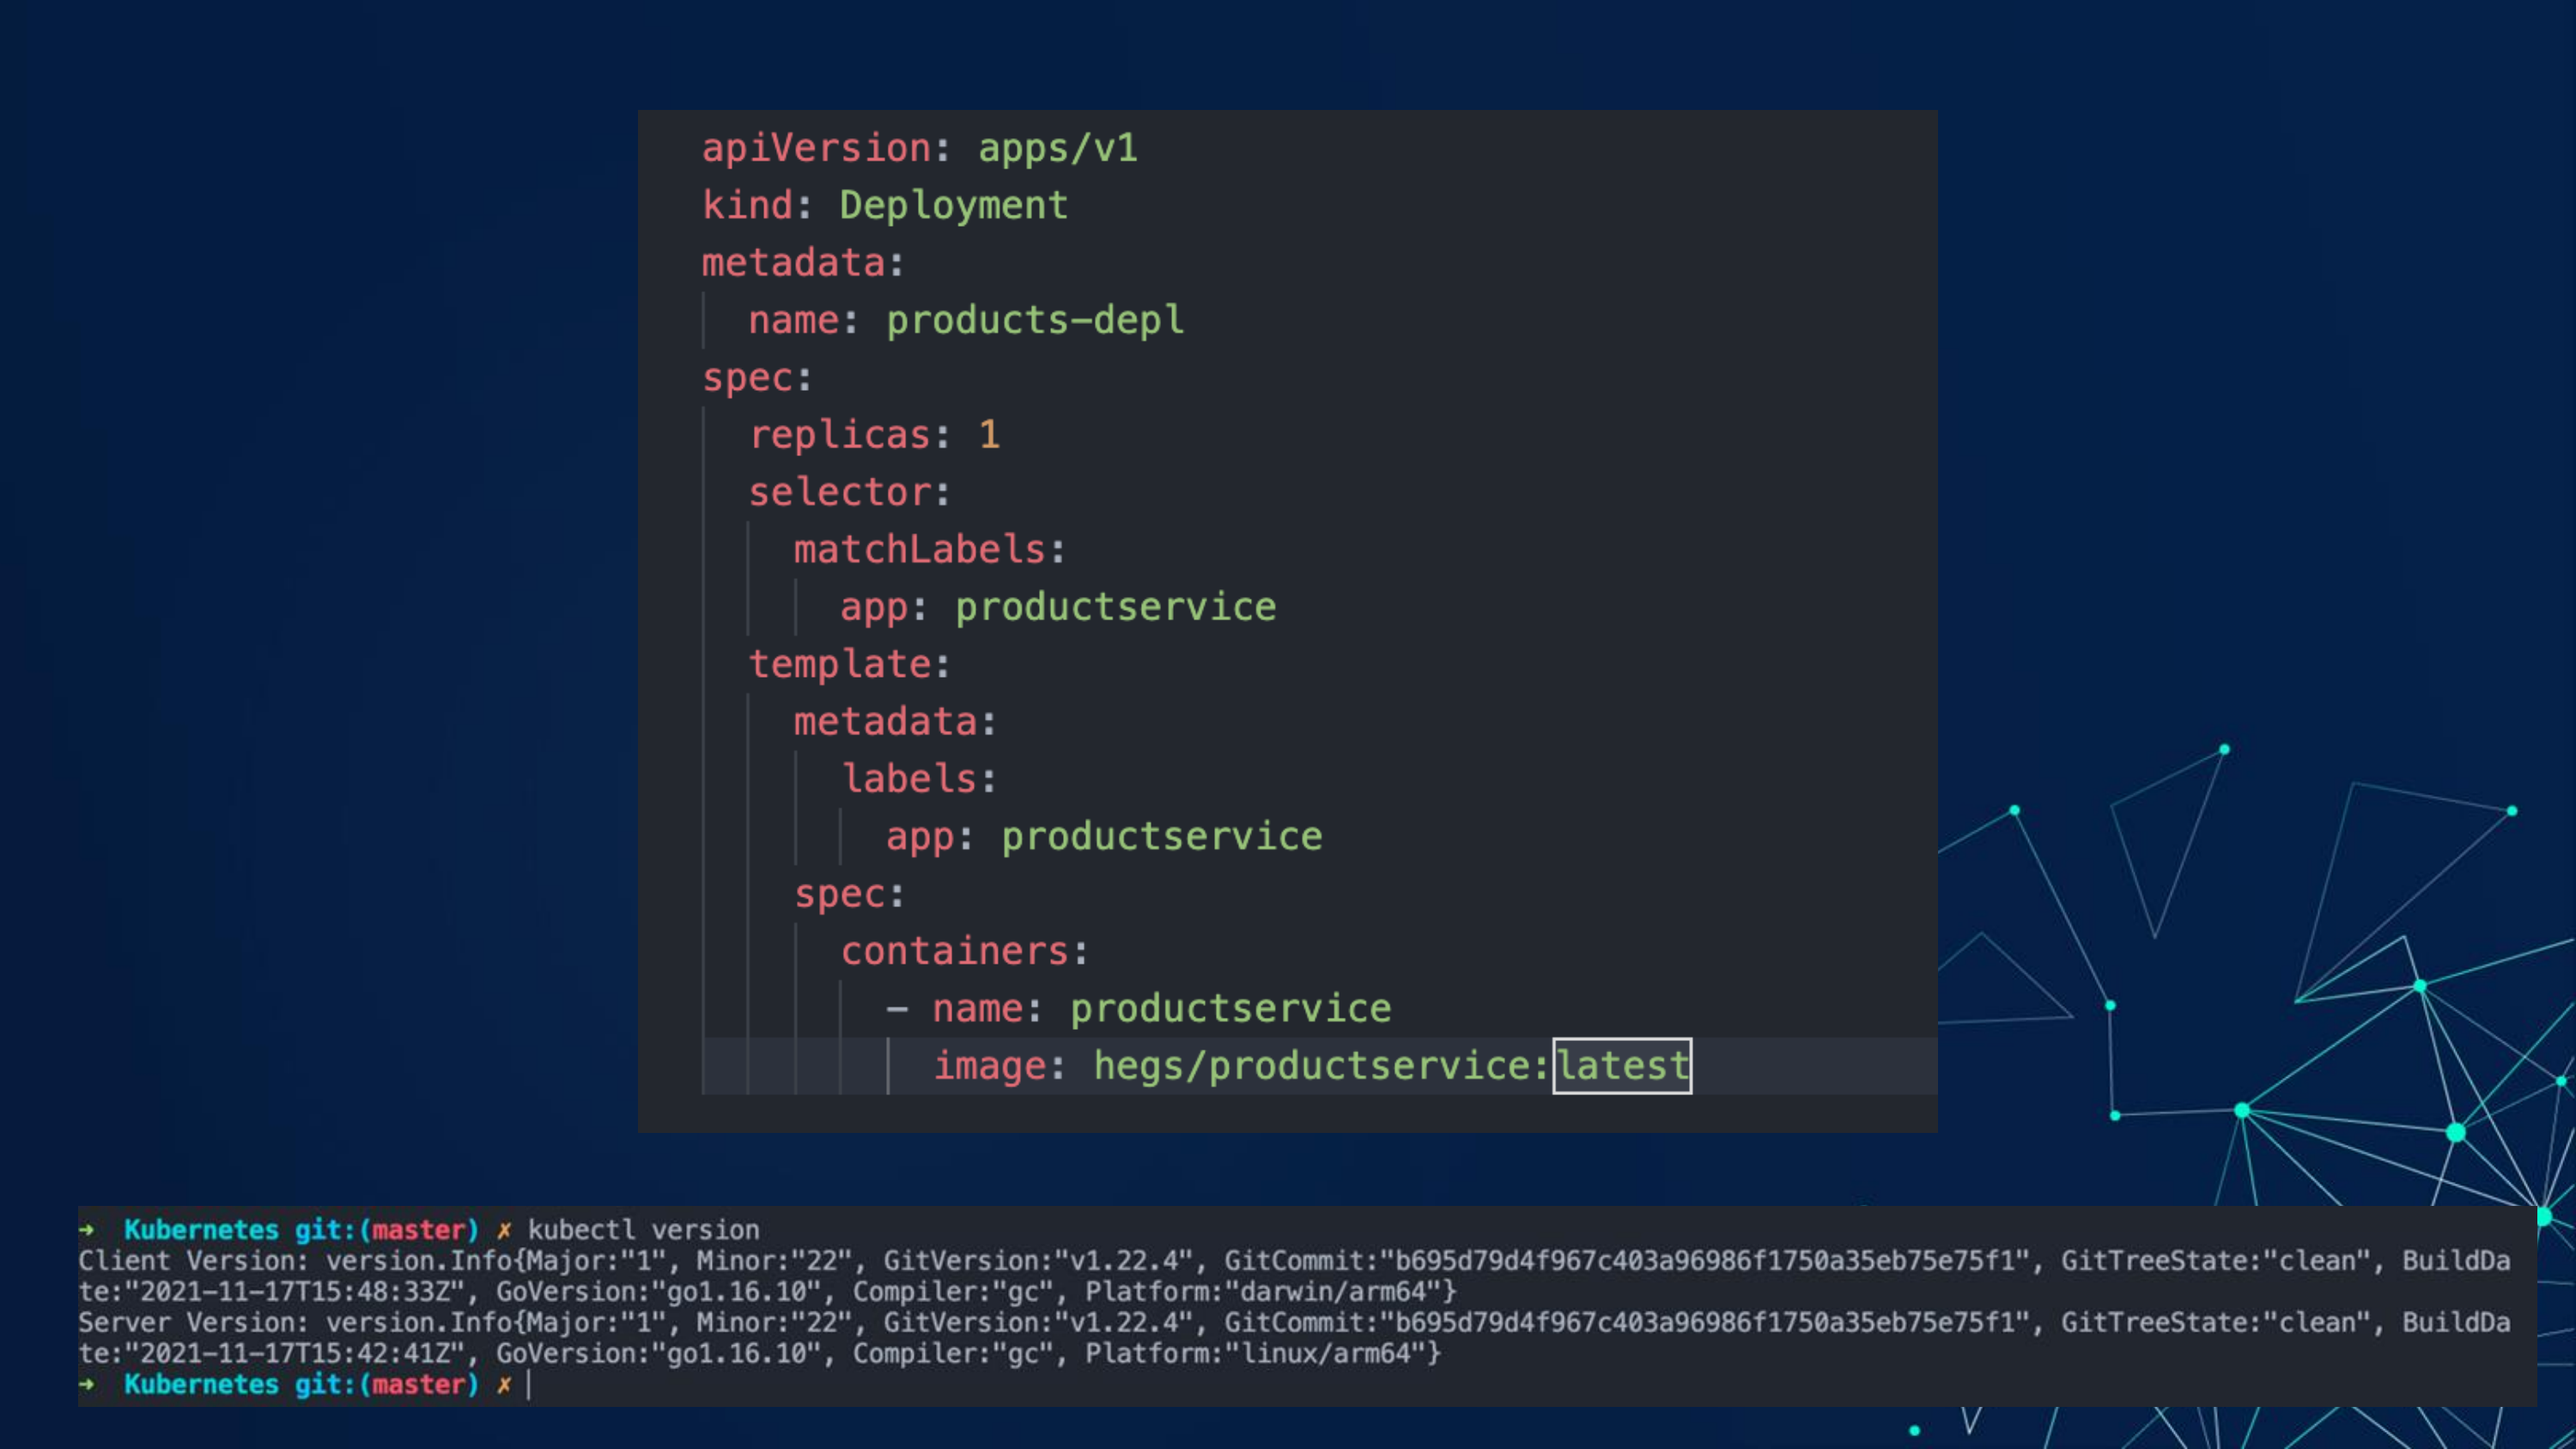 apiVersion: apps/v1
kind: Deployment
metadata:
  name: products-depl
spec:
  replicas: 1
  selector:
    matchLabels:
      app: productservice
  template:
    metadata:
      labels:
        app: productservice
    spec:
      containers:
        - name: productservice
          image: hegs/productservice:latest
→  Kubernetes git:(master) ✗ kubectl version
Client Version: version.Info{Major:"1", Minor:"22", GitVersion:"v1.22.4", GitCommit:"b695d79d4f967c403a96986f1750a35eb75e75f1", GitTreeState:"clean", BuildDa
te:"2021-11-17T15:48:33Z", GoVersion:"go1.16.10", Compiler:"gc", Platform:"darwin/arm64"}
Server Version: version.Info{Major:"1", Minor:"22", GitVersion:"v1.22.4", GitCommit:"b695d79d4f967c403a96986f1750a35eb75e75f1", GitTreeState:"clean", BuildDa
te:"2021-11-17T15:42:41Z", GoVersion:"go1.16.10", Compiler:"gc", Platform:"linux/arm64"}
→  Kubernetes git:(master) ✗